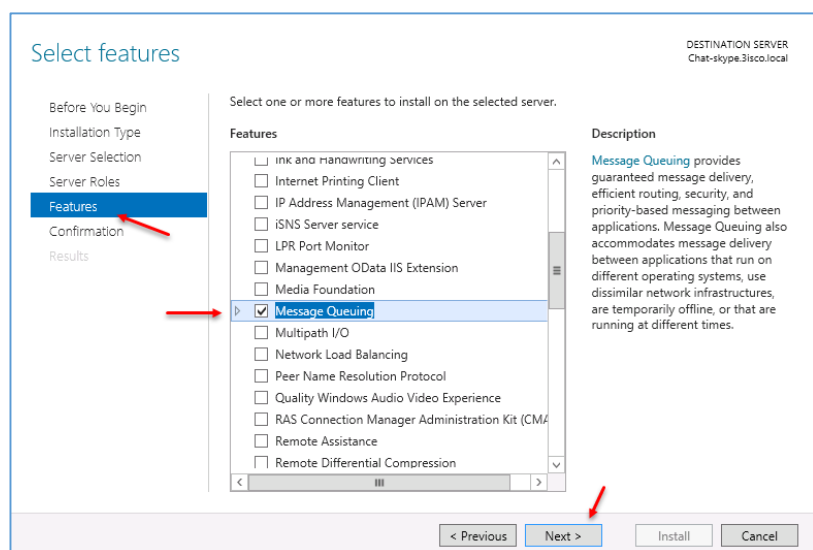 Select features
DESTINATION SERVER
Chat-skype.3isco.local
Before You Begin
Installation Type
Server Selection
Server Roles
Features
Confirmation
Results
Select one or more features to install on the selected server.
Features
Ink and Handwriting Services
Internet Printing Client
IP Address Management (IPAM) Server
iSNS Server service
LPR Port Monitor
Management OData IIS Extension
Media Foundation
Message Queuing
Multipath I/O
Network Load Balancing
Peer Name Resolution Protocol
Quality Windows Audio Video Experience
RAS Connection Manager Administration Kit (CMA
Remote Assistance
Remote Differential Compression
Description
Message Queuing provides
guaranteed message delivery,
efficient routing, security, and
priority-based messaging between
applications. Message Queuing also
accommodates message delivery
between applications that run on
different operating systems, use
dissimilar network infrastructures,
are temporarily offline, or that are
running at different times.
< Previous
Next >
Install
Cancel